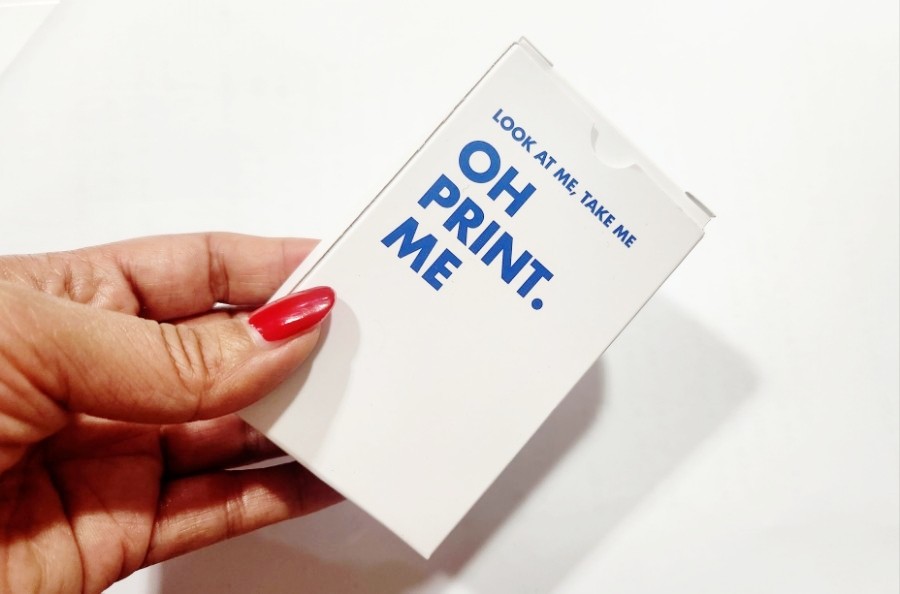 LOOK AT ME, TAKE ME
OH
PRINT.
ME